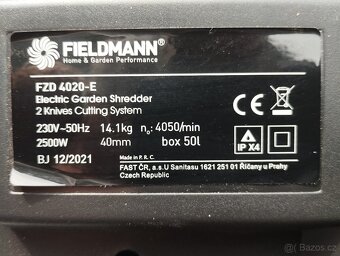 FIELDMANN®
Home & Garden Performance
FZD 4020-E
Electric Garden Shredder
2 Knives Cutting System
230V~50Hz 14.1kg n₀: 4050/min
2500W 40mm box 50l
BJ 12/2021
CE
IP X4
Made in P. R. C.
FAST ČR, a.s U Sanitasu 1621 251 01 Říčany u Prahy
Czech Republic
Bazoš.cz